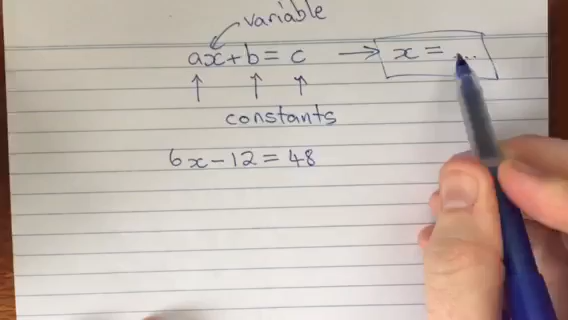 variable
ax+b=c → x = ...
constants
6x-12=48